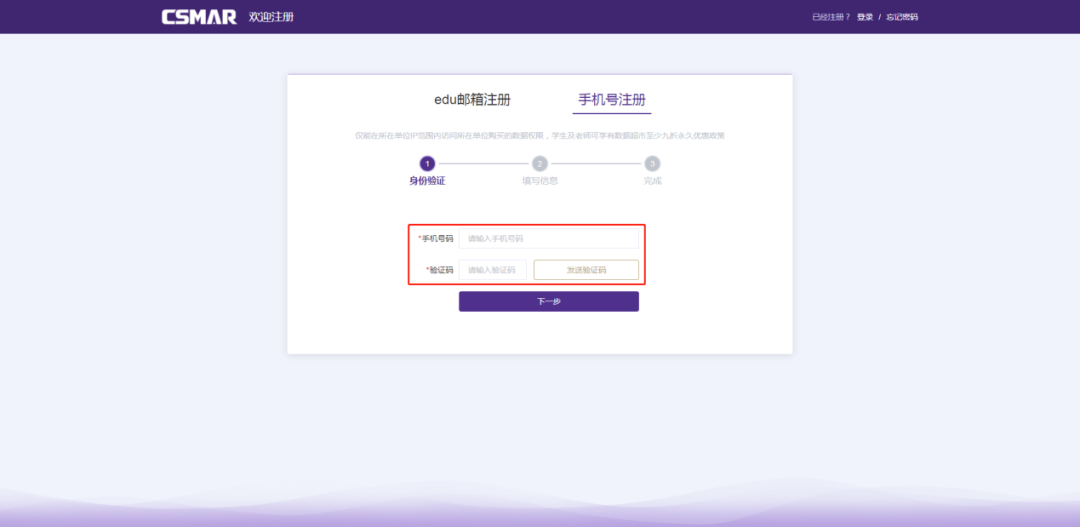 CSMAR 欢迎注册
已经注册？ 登录 / 忘记密码
edu邮箱注册 手机号注册
仅能在所在单位IP范围内访问所在单位购买的数据权限，学生及老师可享有数据超市至少九折永久优惠政策
1 2 3
身份验证 填写信息 完成
*手机号码 请输入手机号码
*验证码 请输入验证码 发送验证码
下一步